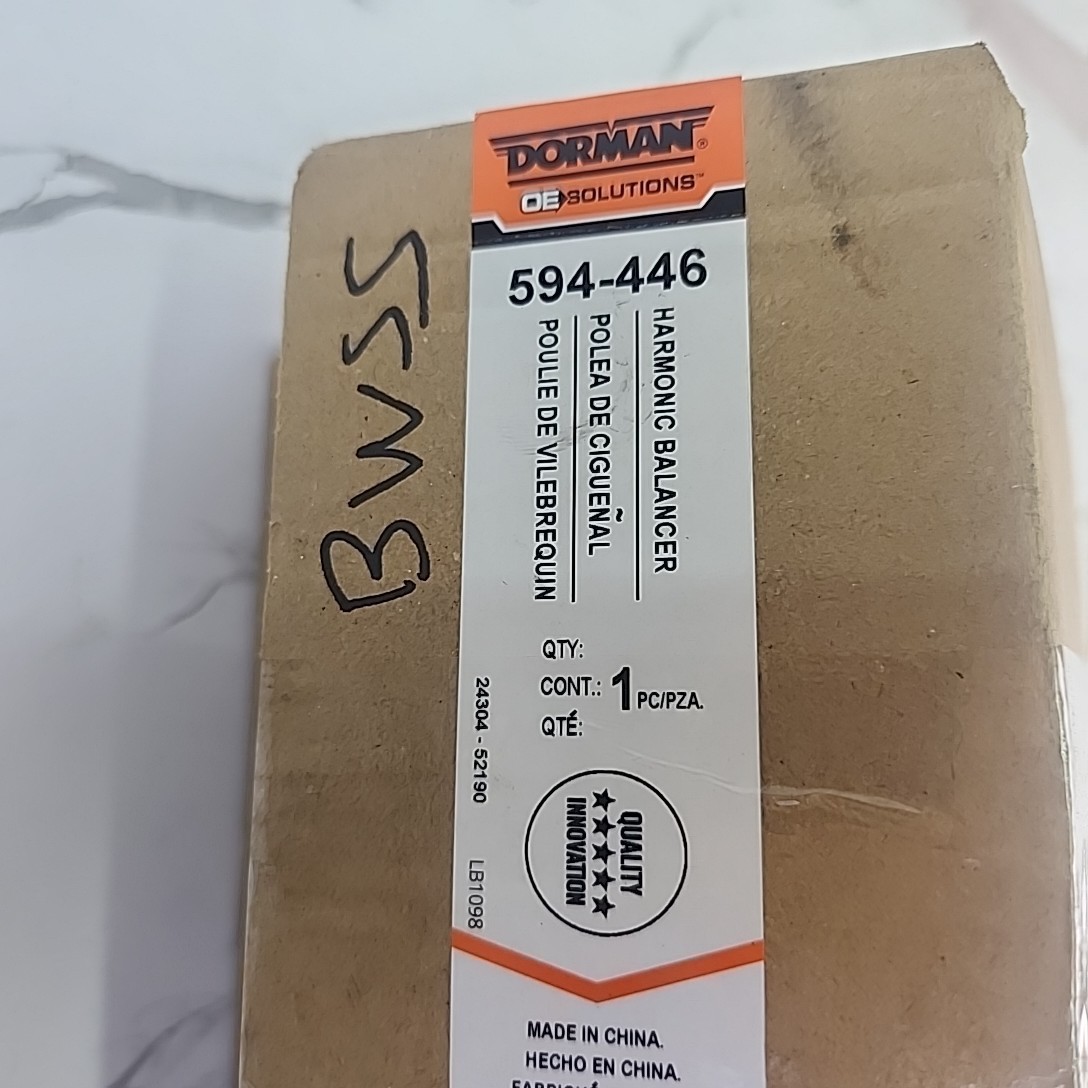 BWSS
DORMAN®
OE SOLUTIONS™
594-446
HARMONIC BALANCER
POLEA DE CIGUEÑAL
POULIE DE VILEBREQUIN
QTY:
CONT.: 1 PC/PZA.
QTÉ:
24304 - 52190
LB1098
QUALITY
INNOVATION
MADE IN CHINA.
HECHO EN CHINA.